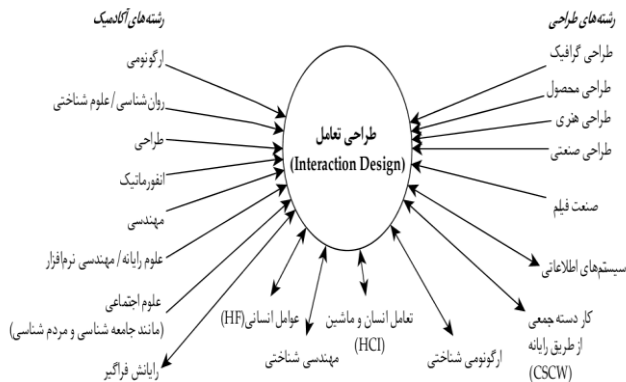 رشته‌های طراحی
طراحی گرافیک
طراحی محصول
طراحی هنری
طراحی صنعتی
صنعت فیلم
سیستم‌های اطلاعاتی
کار دسته جمعی
از طریق رایانه
(CSCW)
رشته‌های آکادمیک
ارگونومی
روان‌شناسی/علوم شناختی
طراحی
انفورماتیک
مهندسی
علوم رایانه/مهندسی نرم‌افزار
علوم اجتماعی
(مانند جامعه شناسی و مردم شناسی)
رایانش فراگیر
طراحی تعامل
(Interaction Design)
ارگونومی شناختی
تعامل انسان و ماشین
(HCI)
مهندسی شناختی
عوامل انسانی(HF)